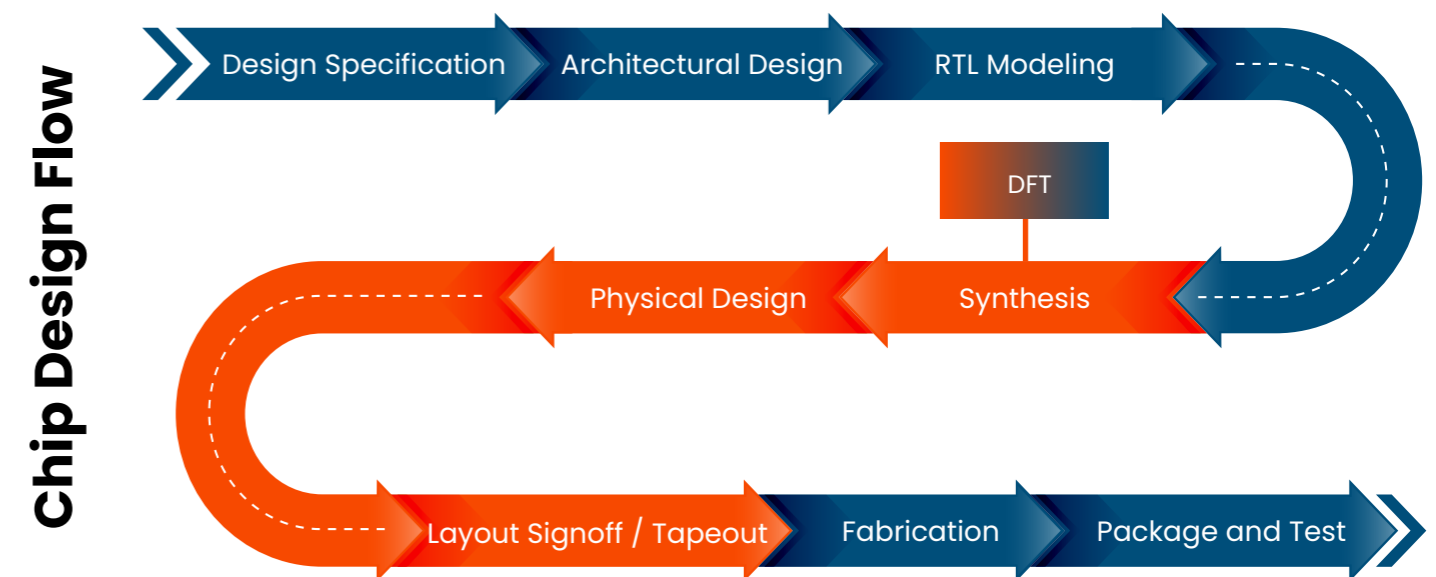 Chip Design Flow
Design Specification
Architectural Design
RTL Modeling
DFT
Synthesis
Physical Design
Layout Signoff / Tapeout
Fabrication
Package and Test